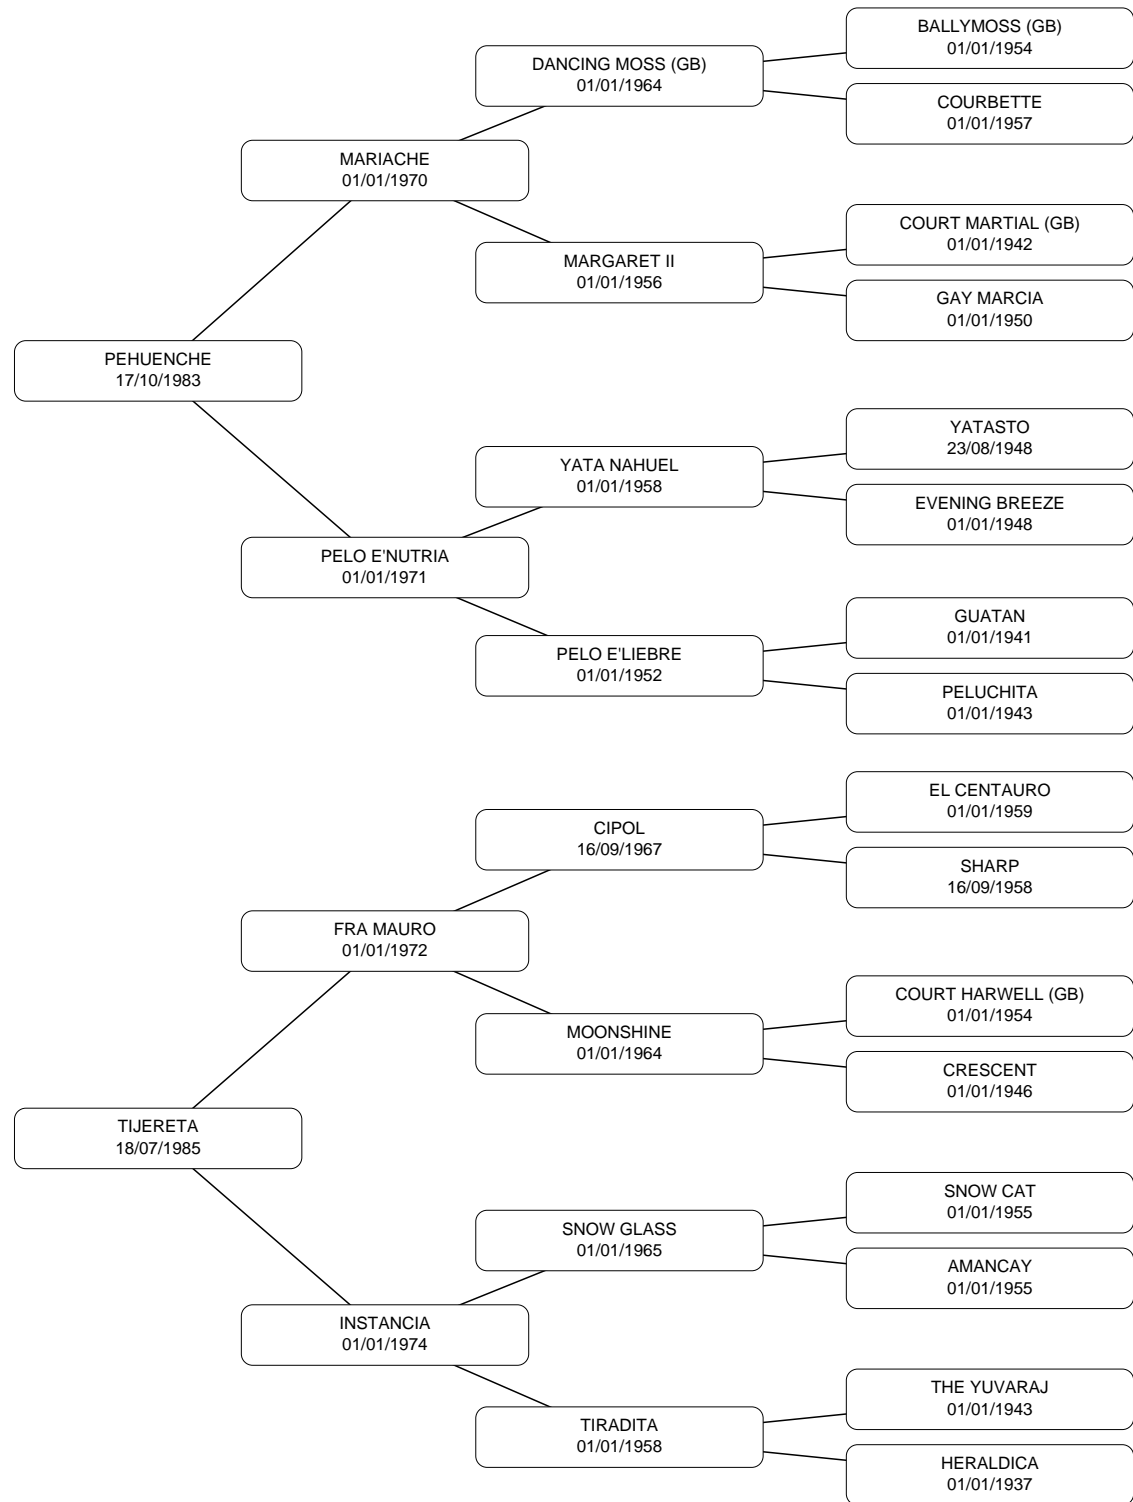 BALLYMOSS (GB)
01/01/1954
DANCING MOSS (GB)
01/01/1964
COURBETTE
01/01/1957
MARIACHE
01/01/1970
COURT MARTIAL (GB)
01/01/1942
MARGARET II
01/01/1956
GAY MARCIA
01/01/1950
PEHUENCHE
17/10/1983
YATASTO
23/08/1948
YATA NAHUEL
01/01/1958
EVENING BREEZE
01/01/1948
PELO E'NUTRIA
01/01/1971
GUATAN
01/01/1941
PELO E'LIEBRE
01/01/1952
PELUCHITA
01/01/1943
EL CENTAURO
01/01/1959
CIPOL
16/09/1967
SHARP
16/09/1958
FRA MAURO
01/01/1972
COURT HARWELL (GB)
01/01/1954
MOONSHINE
01/01/1964
CRESCENT
01/01/1946
TIJERETA
18/07/1985
SNOW CAT
01/01/1955
SNOW GLASS
01/01/1965
AMANCAY
01/01/1955
INSTANCIA
01/01/1974
THE YUVARAJ
01/01/1943
TIRADITA
01/01/1958
HERALDICA
01/01/1937